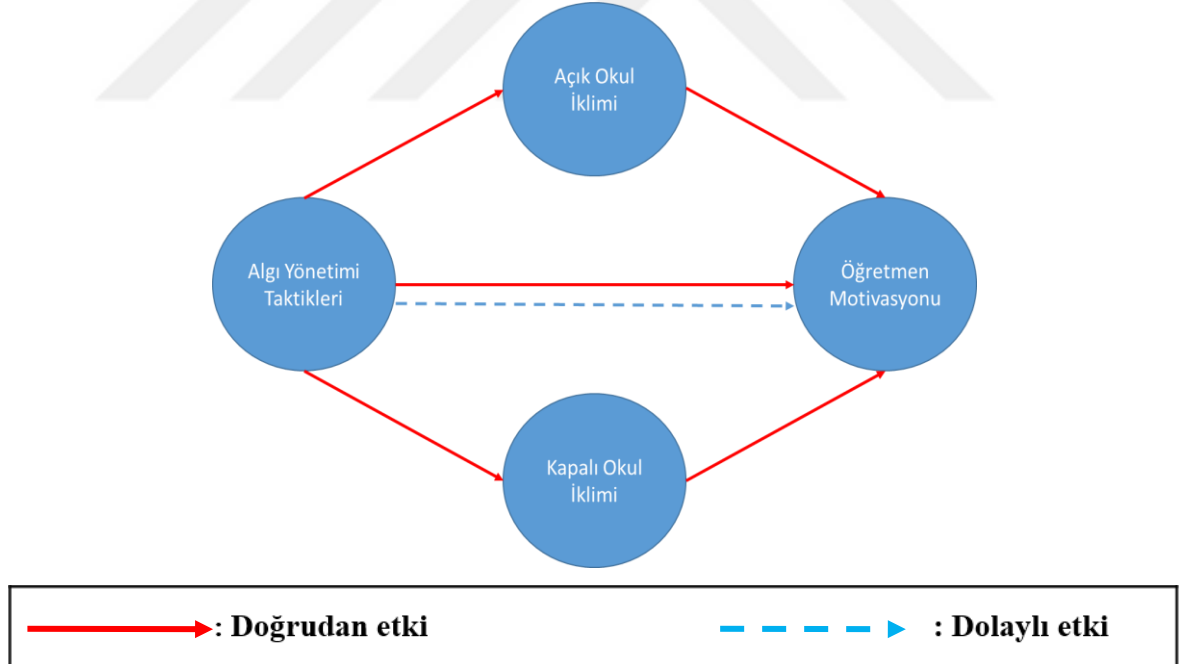 Açık Okul
İklimi
Algı Yönetimi
Taktikleri
Öğretmen
Motivasyonu
Kapalı Okul
İklimi
: Doğrudan etki
: Dolaylı etki